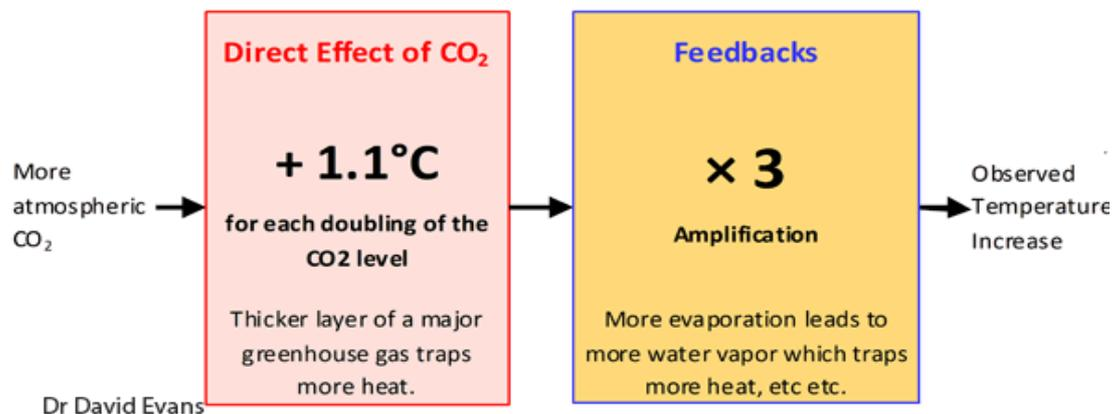 More
atmospheric
CO₂
Direct Effect of CO₂
+ 1.1°C
for each doubling of the
CO2 level
Thicker layer of a major
greenhouse gas traps
more heat.
Feedbacks
× 3
Amplification
More evaporation leads to
more water vapor which traps
more heat, etc etc.
Observed
Temperature
Increase
Dr David Evans